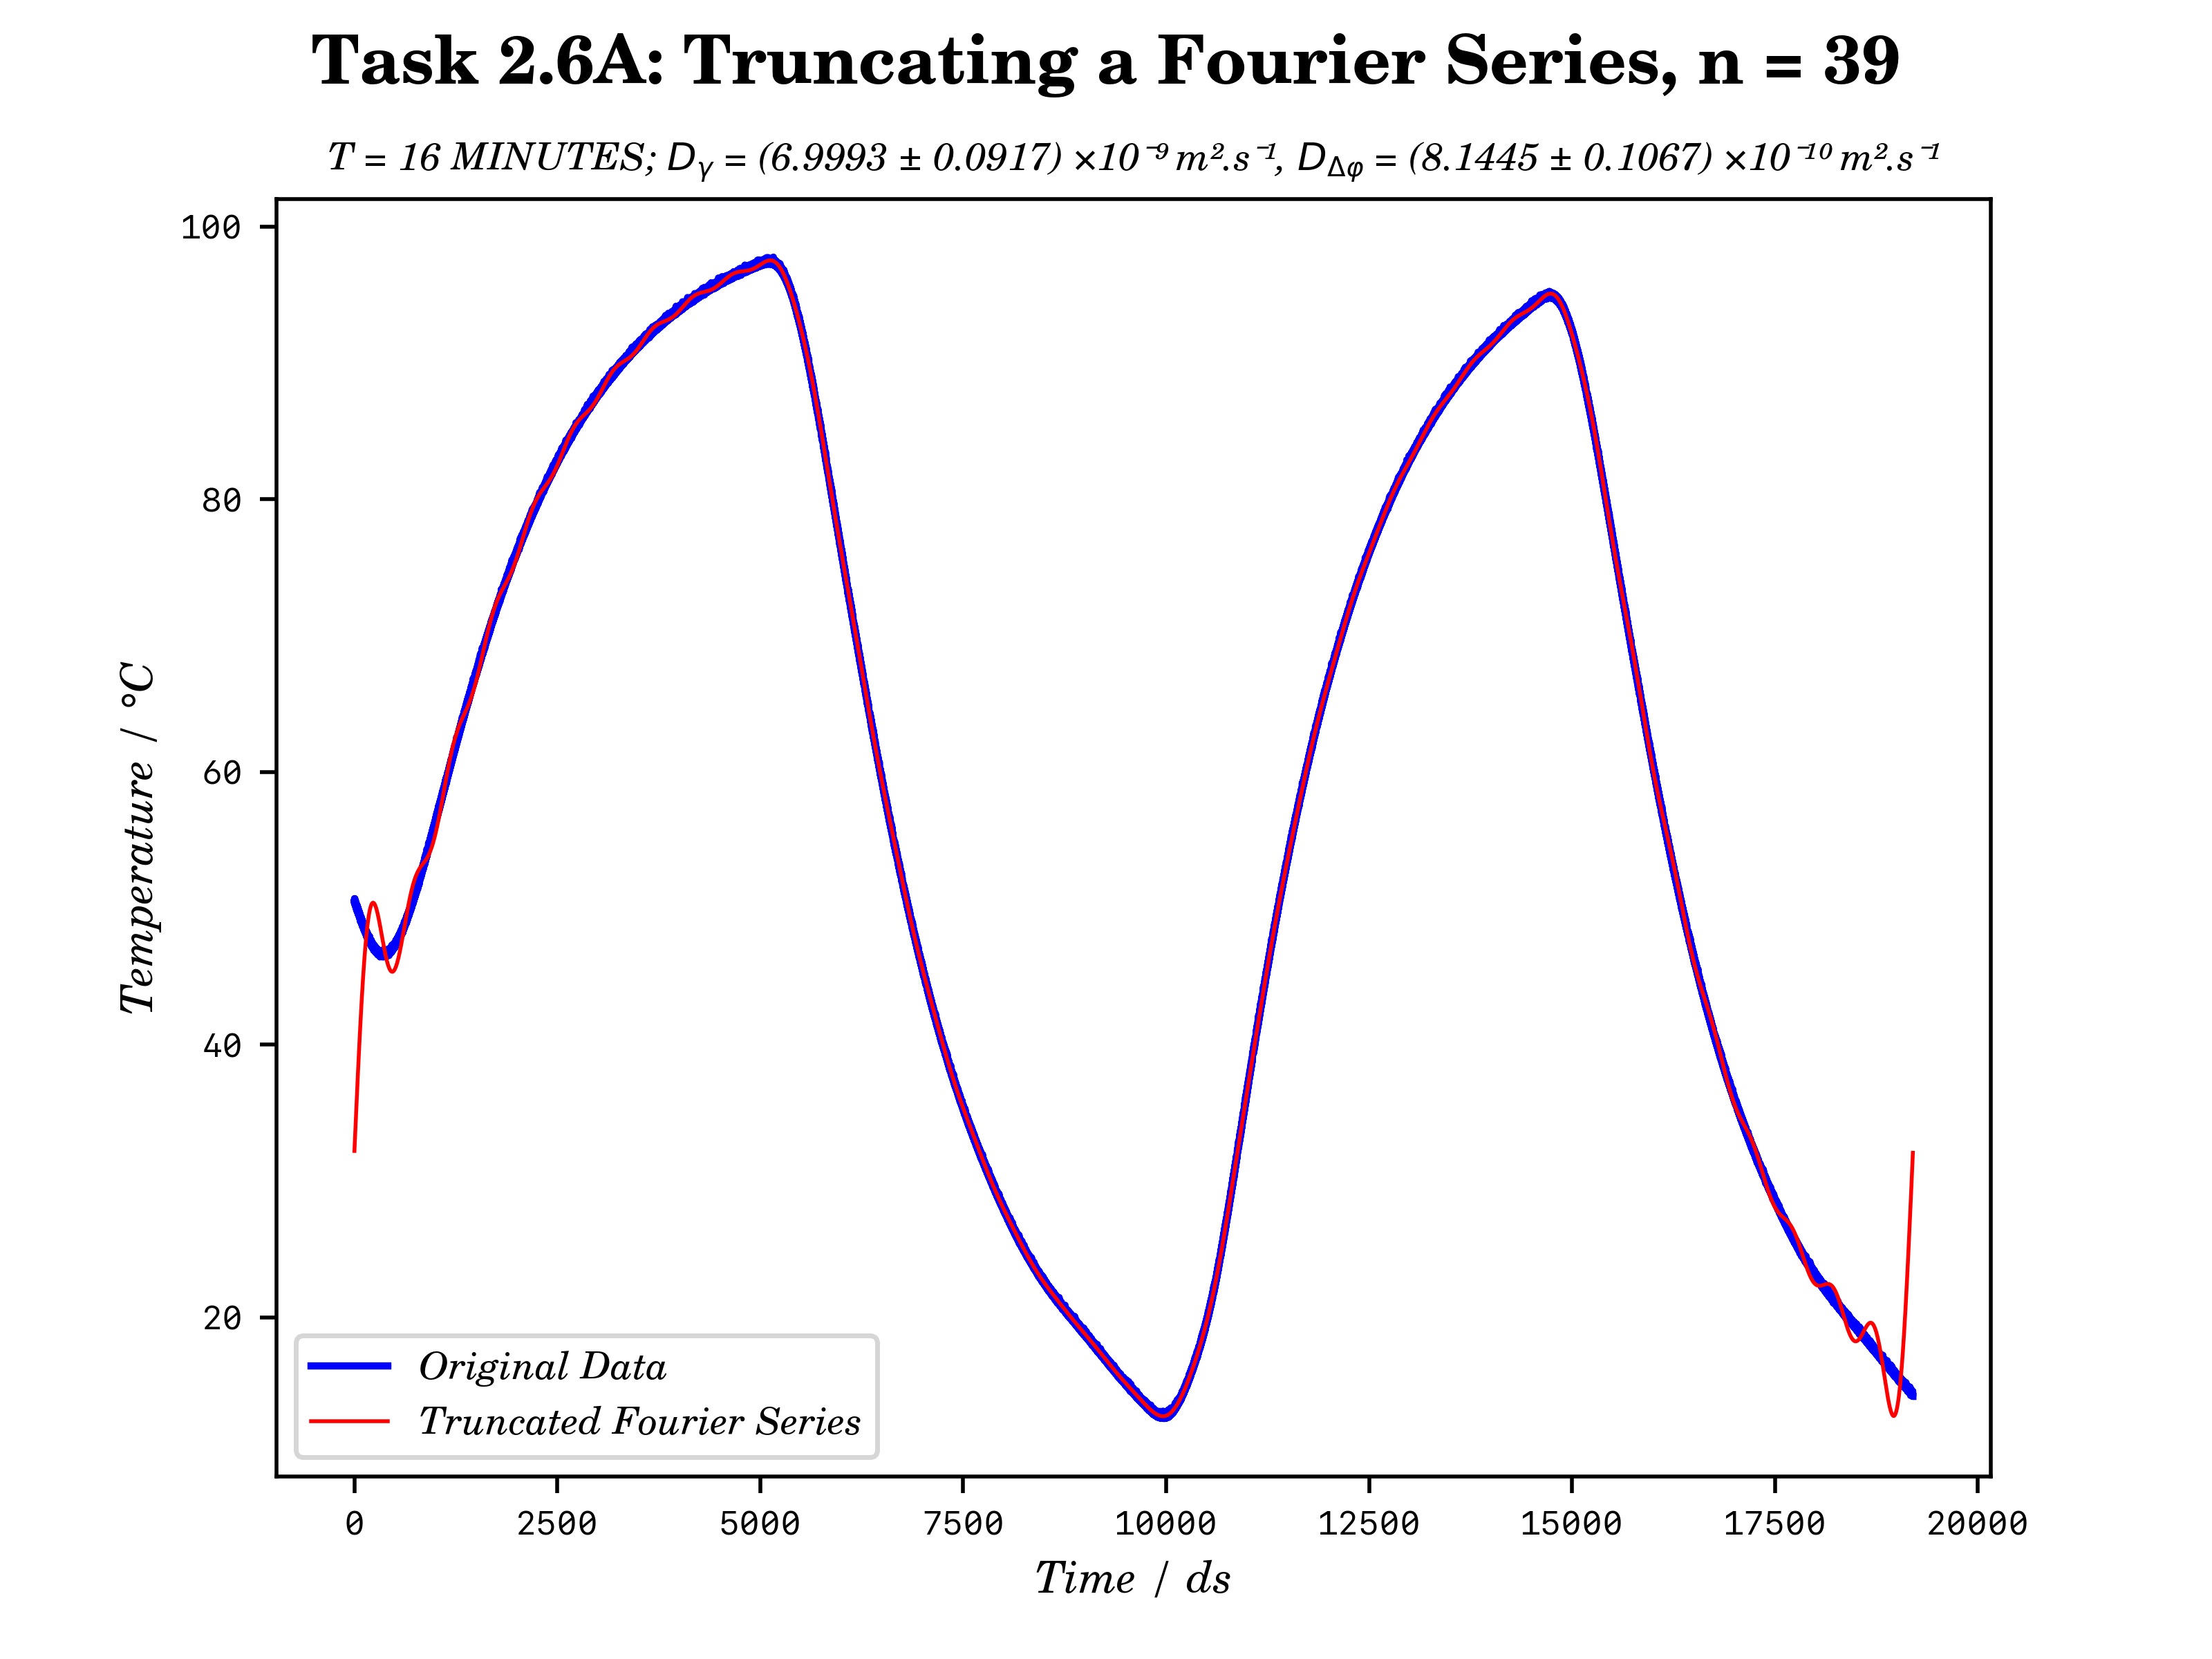 Task 2.6A: Truncating a Fourier Series, n = 39
T = 16 MINUTES; Dᵧ = (6.9993 ± 0.0917) ×10⁻⁹ m².s⁻¹, D_Δφ = (8.1445 ± 0.1067) ×10⁻¹⁰ m².s⁻¹
100
80
60
40
20
Temperature / °C
Original Data
Truncated Fourier Series
0 2500 5000 7500 10000 12500 15000 17500 20000
Time / ds